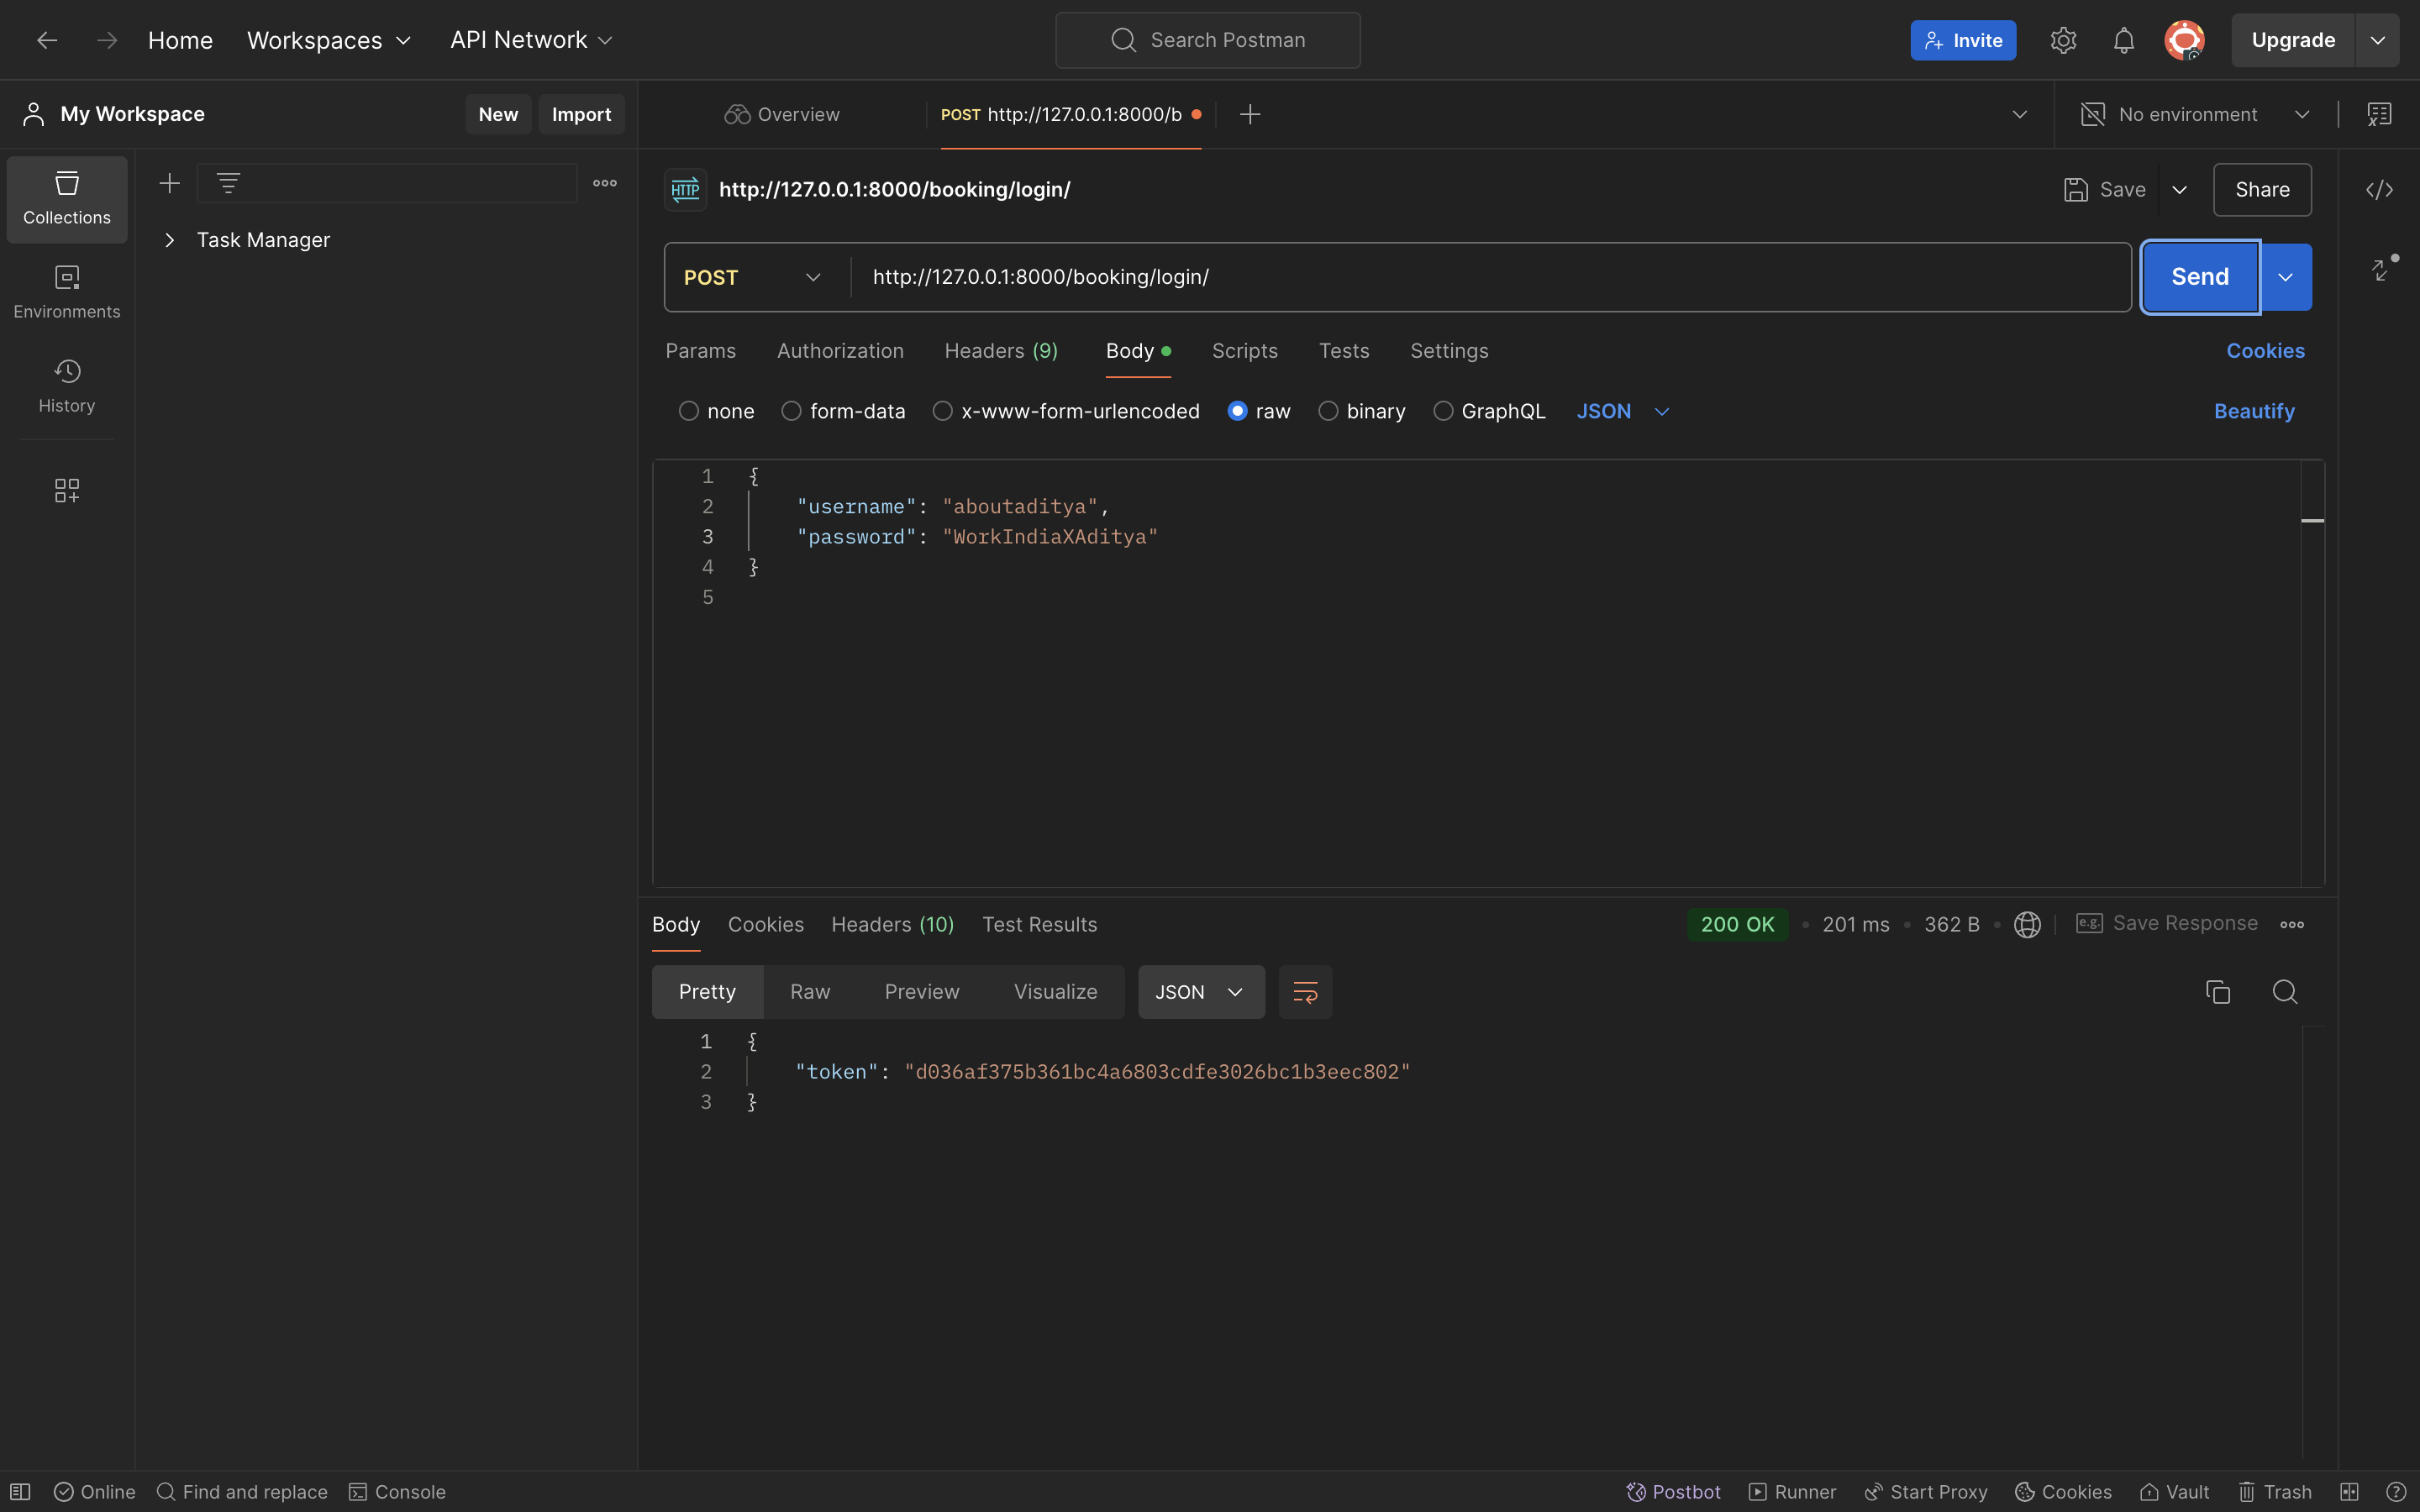 Home Workspaces API Network Search Postman Invite Upgrade
My Workspace New Import Overview POST http://127.0.0.1:8000/b No environment
Collections
Environments
History
Task Manager
HTTP http://127.0.0.1:8000/booking/login/ Save Share
POST http://127.0.0.1:8000/booking/login/ Send
Params Authorization Headers (9) Body Scripts Tests Settings Cookies
none form-data x-www-form-urlencoded raw binary GraphQL JSON Beautify
1 {
2 "username": "aboutaditya",
3 "password": "WorkIndiaXAditya"
4 }
5
Body Cookies Headers (10) Test Results 200 OK • 201 ms • 362 B • e.g. Save Response
Pretty Raw Preview Visualize JSON
1 {
2 "token": "d036af375b361bc4a6803cdfe3026bc1b3eec802"
3 }
Online Find and replace Console Postbot Runner Start Proxy Cookies Vault Trash